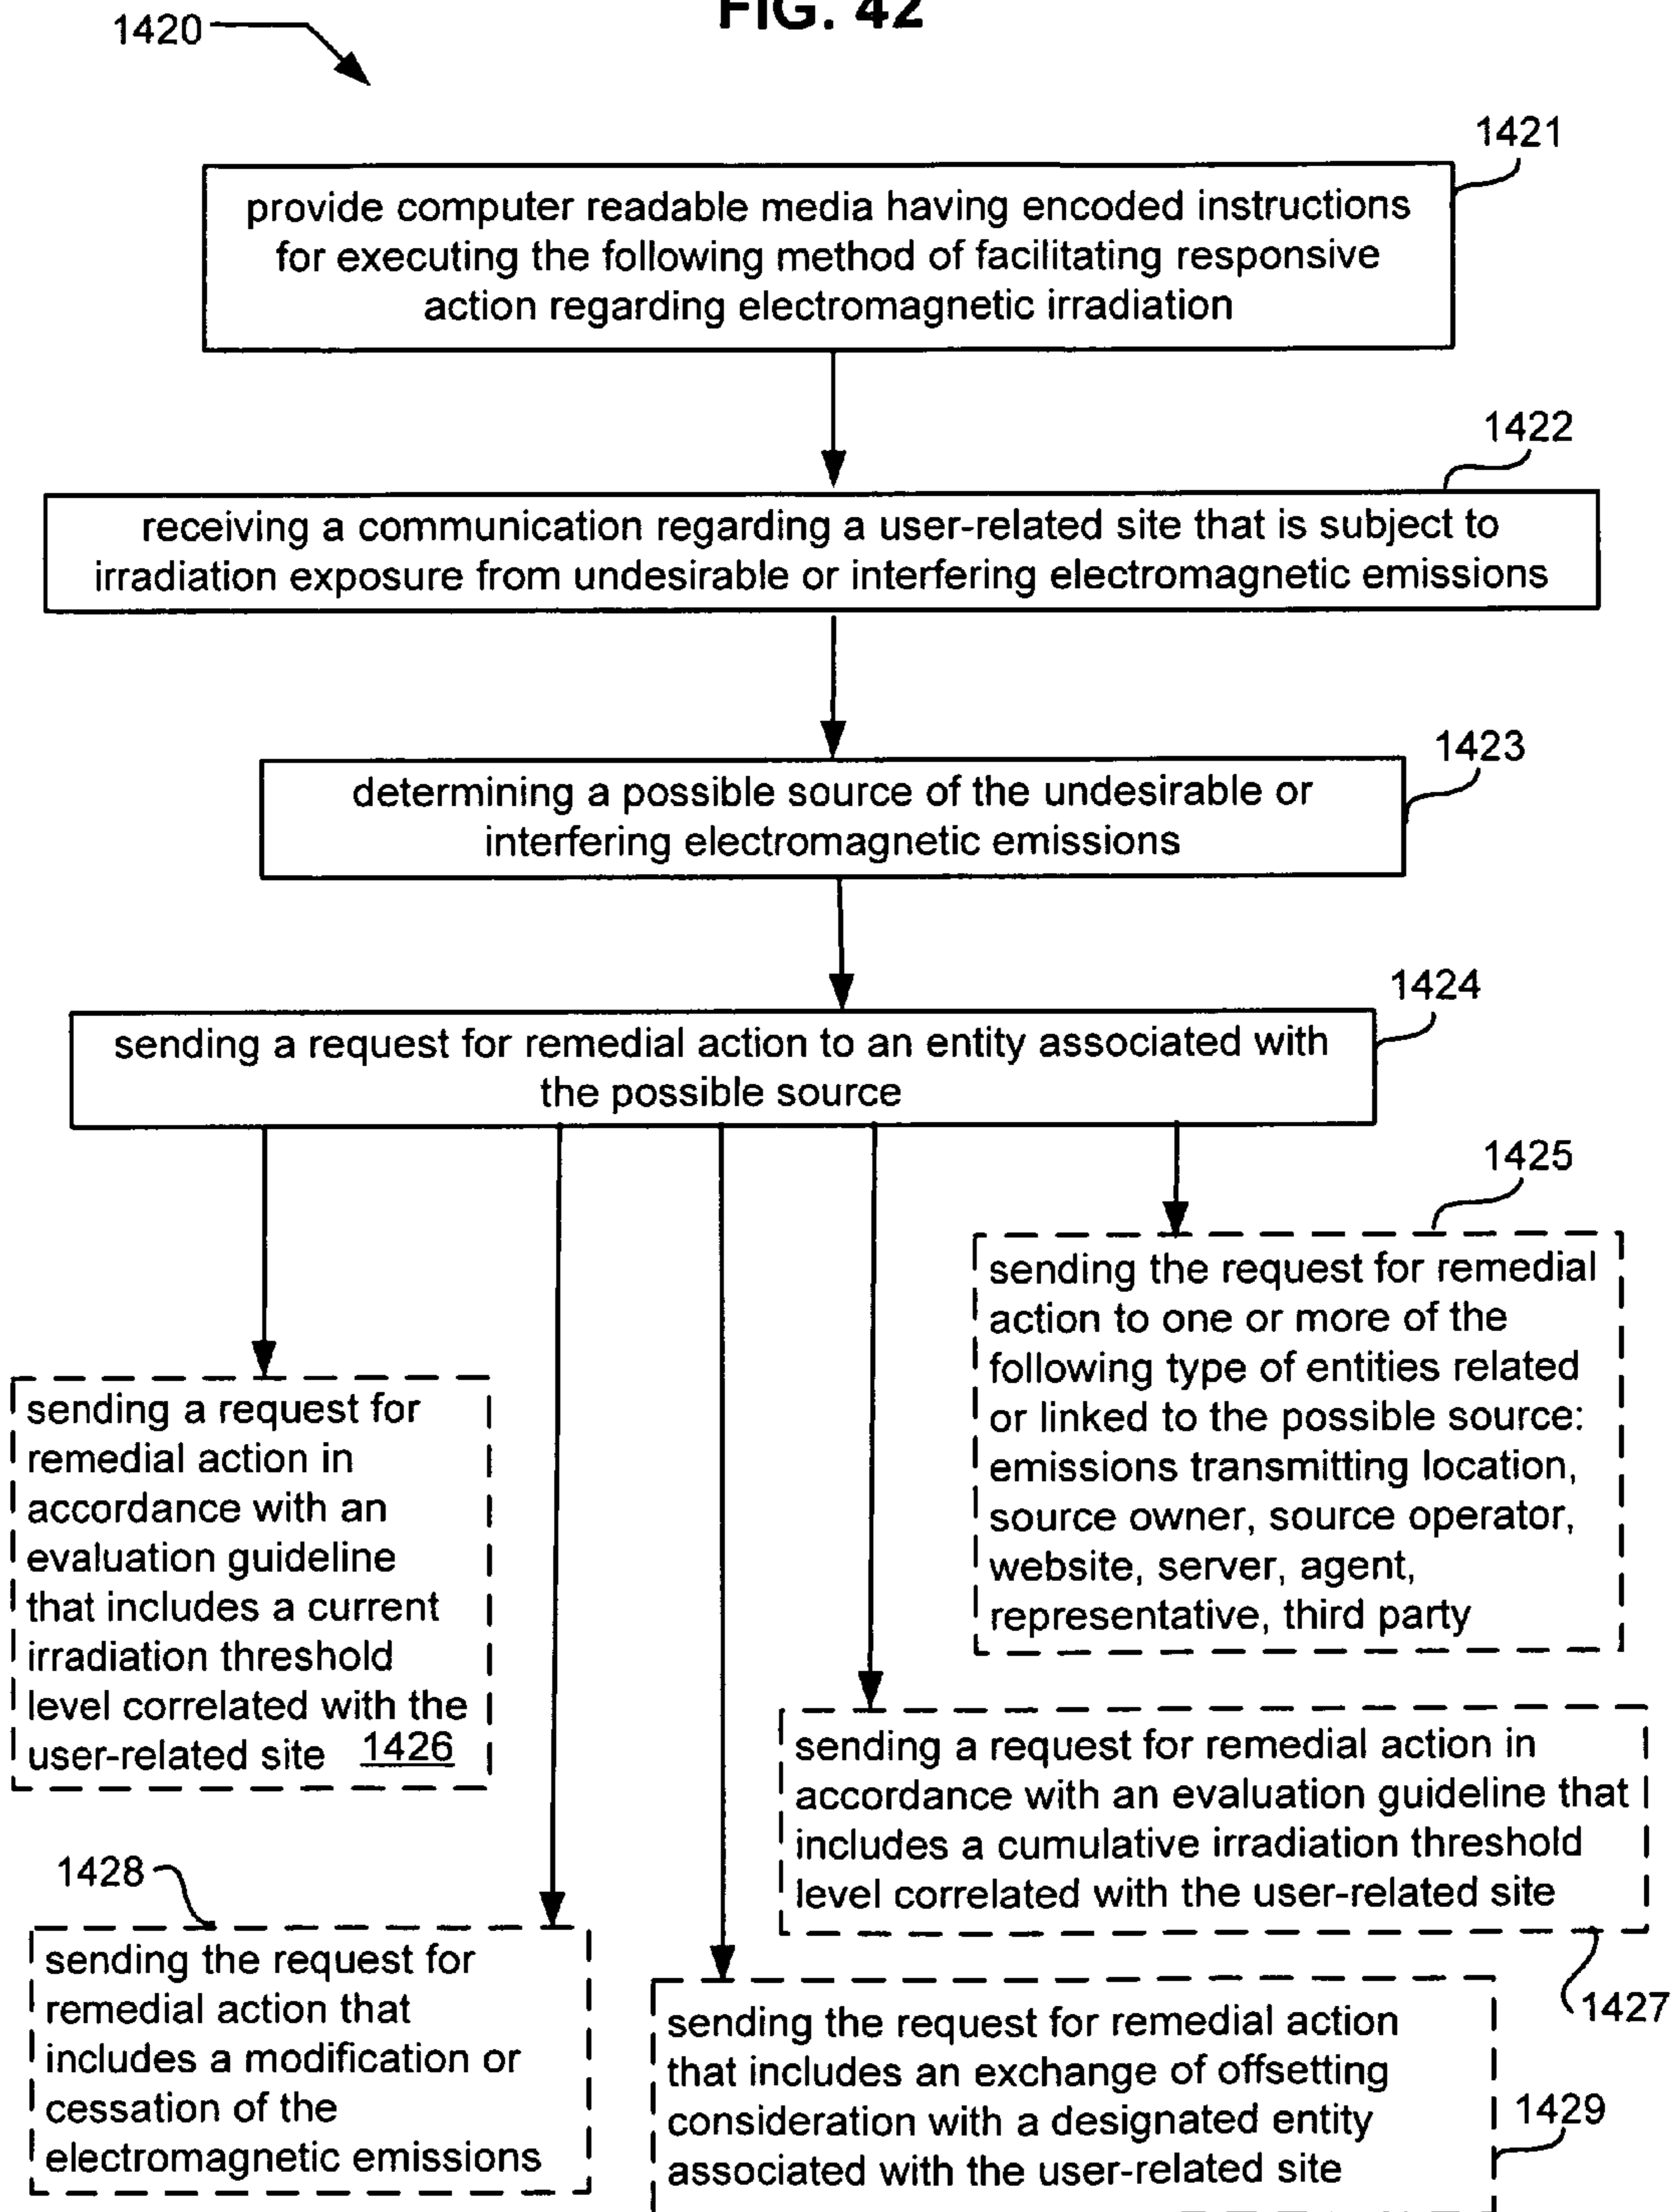 FIG. 42
1420
1421
provide computer readable media having encoded instructions
for executing the following method of facilitating responsive
action regarding electromagnetic irradiation
1422
receiving a communication regarding a user-related site that is subject to
irradiation exposure from undesirable or interfering electromagnetic emissions
1423
determining a possible source of the undesirable or
interfering electromagnetic emissions
1424
sending a request for remedial action to an entity associated with
the possible source
1425
sending the request for remedial
action to one or more of the
following type of entities related
or linked to the possible source:
emissions transmitting location,
source owner, source operator,
website, server, agent,
representative, third party
sending a request for
remedial action in
accordance with an
evaluation guideline
that includes a current
irradiation threshold
level correlated with the
user-related site 1426
sending a request for remedial action in
accordance with an evaluation guideline that
includes a cumulative irradiation threshold
level correlated with the user-related site
1427
1428
sending the request for
remedial action that
includes a modification or
cessation of the
electromagnetic emissions
sending the request for remedial action
that includes an exchange of offsetting
consideration with a designated entity
associated with the user-related site
1429